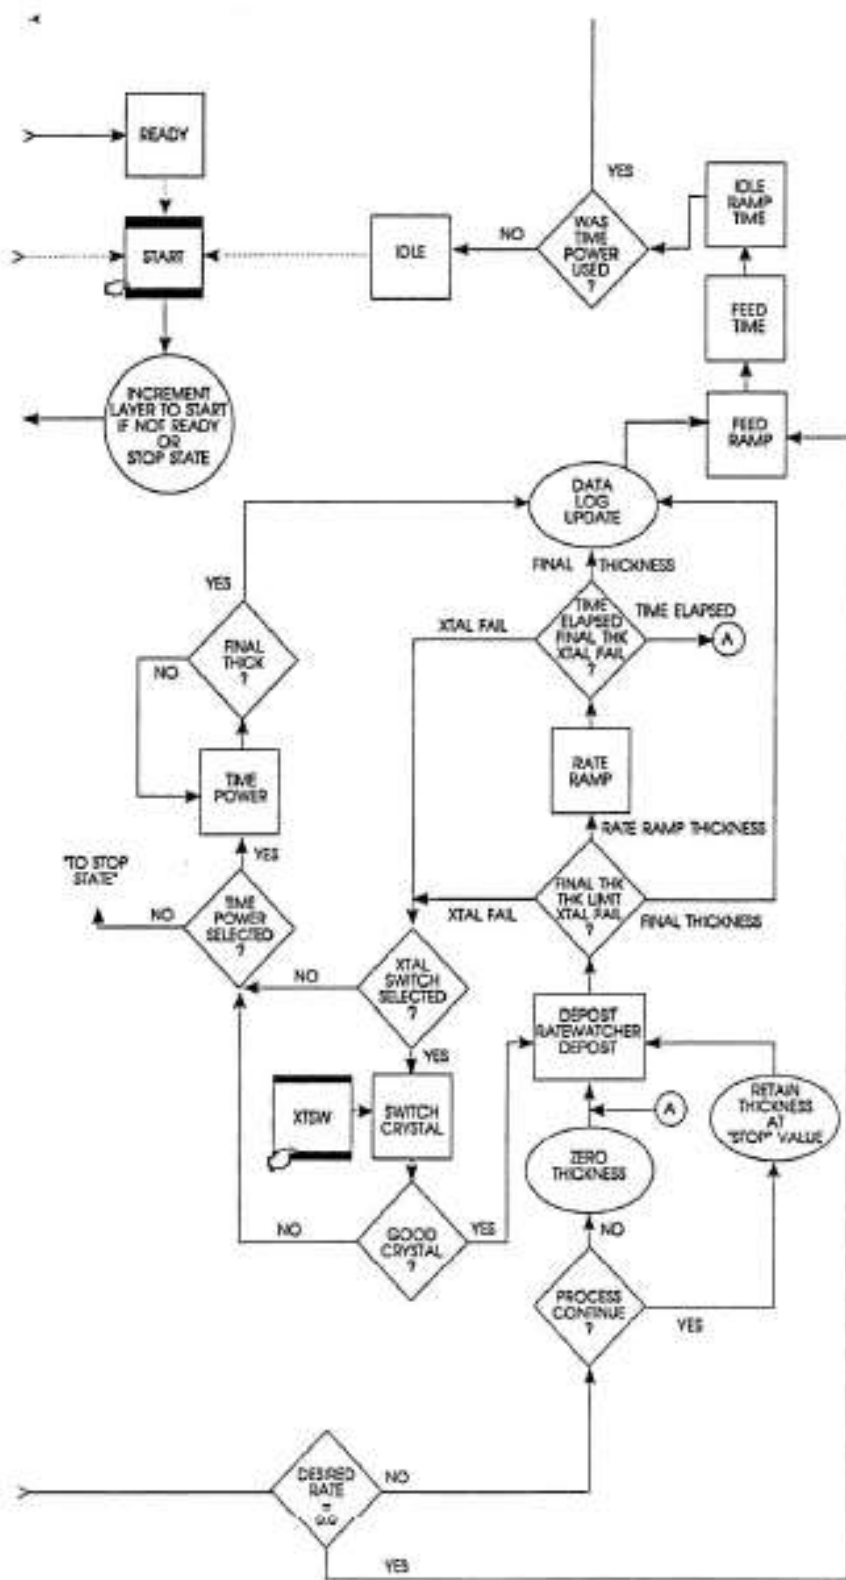 READY
YES
IDLE
RAMP
TIME
WAS
TIME
POWER
USED
?
NO
IDLE
START
FEED
TIME
INCREMENT
LAYER TO START
IF NOT READY
OR
STOP STATE
FEED
RAMP
DATA
LOG
UPDATE
FINAL THICKNESS
YES
TIME
ELAPSED
FINAL THK
XTAL FAIL
?
TIME ELAPSED
A
XTAL FAIL
FINAL
THICK
?
NO
TIME
POWER
RATE
RAMP
RATE RAMP THICKNESS
YES
"TO STOP
STATE"
NO
TIME
POWER
SELECTED
?
FINAL THK
THK LIMIT
XTAL FAIL
?
XTAL FAIL
FINAL THICKNESS
NO
XTAL
SWITCH
SELECTED
?
YES
DEPOST
RATEWATCHER
DEPOST
XTSW
SWITCH
CRYSTAL
A
RETAIN
THICKNESS
AT
"STOP" VALUE
ZERO
THICKNESS
NO
GOOD
CRYSTAL
?
YES
NO
PROCESS
CONTINUE
?
YES
DESIRED
RATE
=
0.0
NO
YES